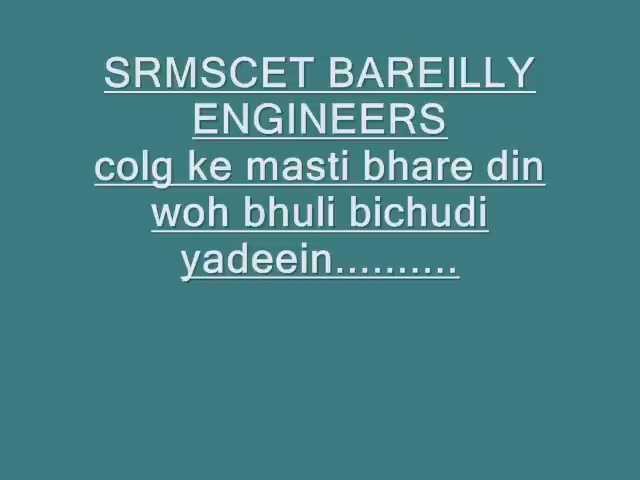 SRMSCET BAREILLY
ENGINEERS
colg ke masti bhare din
woh bhuli bichudi
yadeein..........